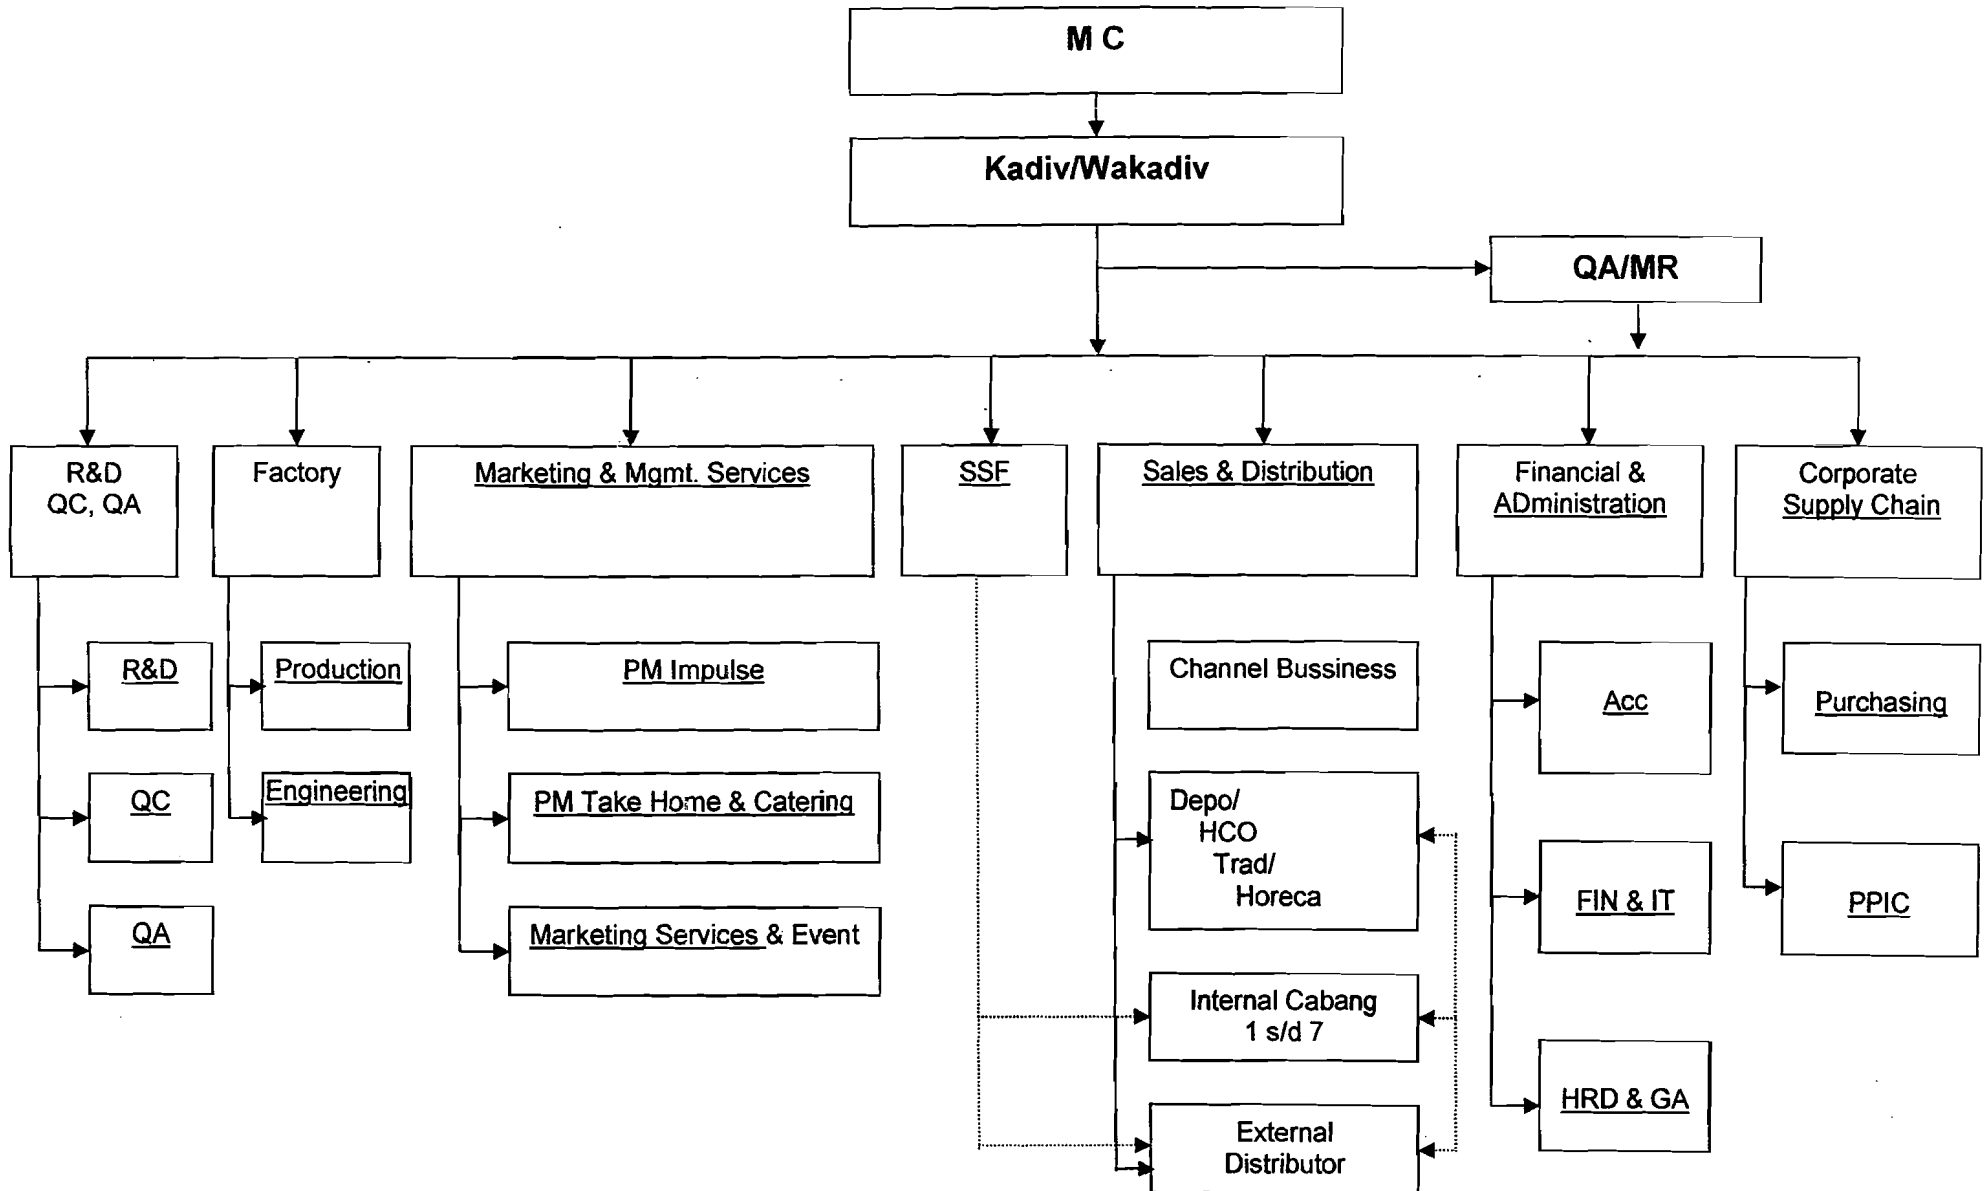 M C
Kadiv/Wakadiv
QA/MR
R&D
QC, QA
Factory
Marketing & Mgmt. Services
SSF
Sales & Distribution
Financial &
ADministration
Corporate
Supply Chain
R&D
Production
PM Impulse
Channel Bussiness
Acc
Purchasing
QC
Engineering
PM Take Home & Catering
Depo/
HCO
Trad/
Horeca
FIN & IT
PPIC
QA
Marketing Services & Event
Internal Cabang
1 s/d 7
HRD & GA
External
Distributor